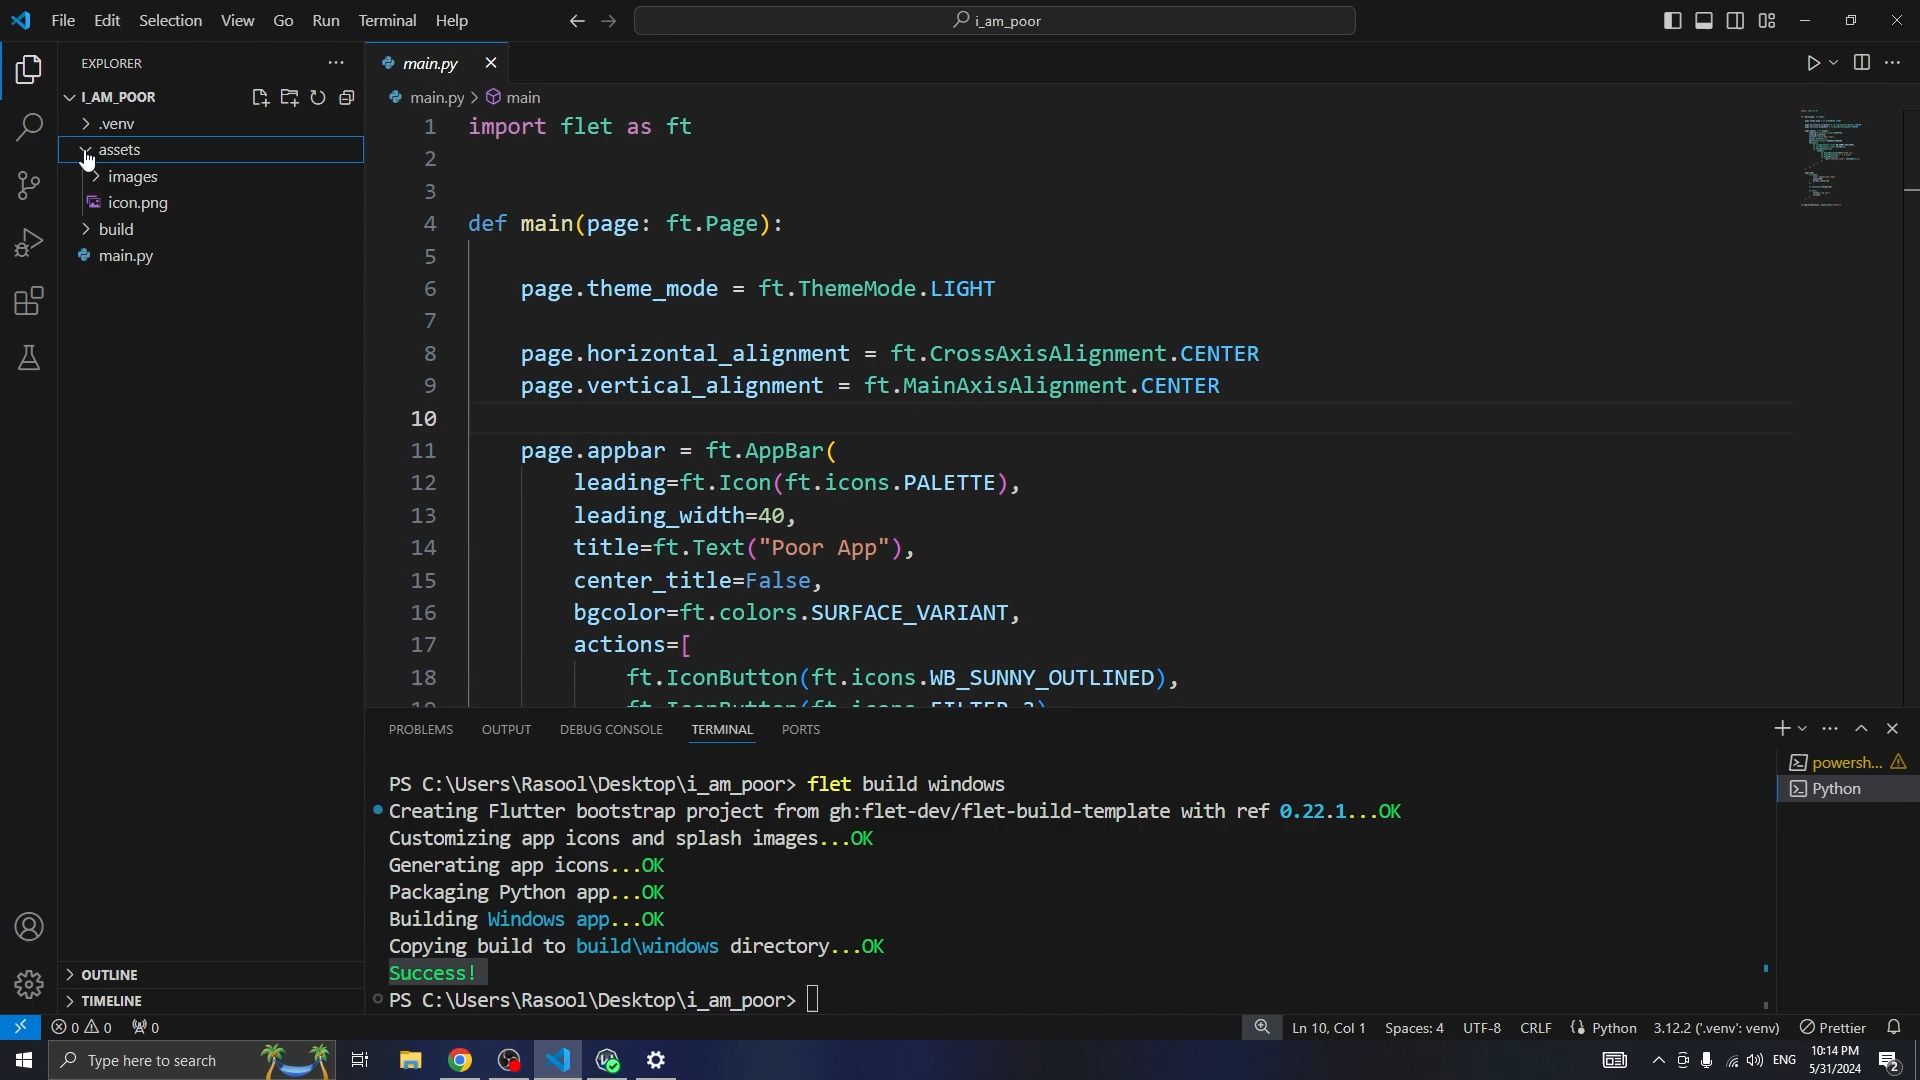 File Edit Selection View Go Run Terminal Help
i_am_poor
EXPLORER
I_AM_POOR
.venv
assets
images
icon.png
build
main.py
OUTLINE
TIMELINE
main.py
main.py > main
1 import flet as ft
2
3
4 def main(page: ft.Page):
5
6 page.theme_mode = ft.ThemeMode.LIGHT
7
8 page.horizontal_alignment = ft.CrossAxisAlignment.CENTER
9 page.vertical_alignment = ft.MainAxisAlignment.CENTER
10
11 page.appbar = ft.AppBar(
12 leading=ft.Icon(ft.icons.PALETTE),
13 leading_width=40,
14 title=ft.Text("Poor App"),
15 center_title=False,
16 bgcolor=ft.colors.SURFACE_VARIANT,
17 actions=[
18 ft.IconButton(ft.icons.WB_SUNNY_OUTLINED),
19 ft.IconButton(ft.icons.FILTER_3)
PROBLEMS OUTPUT DEBUG CONSOLE TERMINAL PORTS
PS C:\Users\Rasool\Desktop\i_am_poor> flet build windows
Creating Flutter bootstrap project from gh:flet-dev/flet-build-template with ref 0.22.1...OK
Customizing app icons and splash images...OK
Generating app icons...OK
Packaging Python app...OK
Building Windows app...OK
Copying build to build\windows directory...OK
Success!
PS C:\Users\Rasool\Desktop\i_am_poor>
powersh...
Python
0 0 0 Ln 10, Col 1 Spaces: 4 UTF-8 CRLF Python 3.12.2 ('.venv': venv) Prettier
Type here to search
ENG
10:14 PM
5/31/2024
2